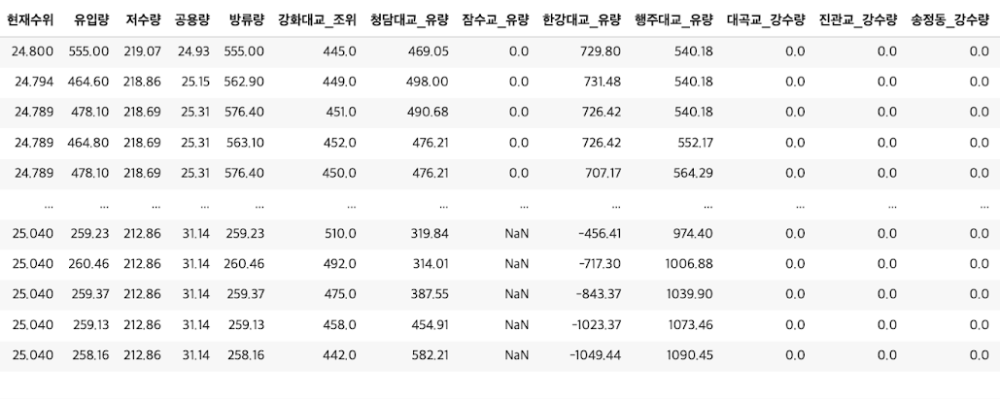 현재수위 유입량 저수량 공용량 방류량 강화대교_조위 청담대교_유량 잠수교_유량 한강대교_유량 행주대교_유량 대곡교_강수량 진관교_강수량 송정동_강수량
24.800 555.00 219.07 24.93 555.00 445.0 469.05 0.0 729.80 540.18 0.0 0.0 0.0
24.794 464.60 218.86 25.15 562.90 449.0 498.00 0.0 731.48 540.18 0.0 0.0 0.0
24.789 478.10 218.69 25.31 576.40 451.0 490.68 0.0 726.42 540.18 0.0 0.0 0.0
24.789 464.80 218.69 25.31 563.10 452.0 476.21 0.0 726.42 552.17 0.0 0.0 0.0
24.789 478.10 218.69 25.31 576.40 450.0 476.21 0.0 707.17 564.29 0.0 0.0 0.0
... ... ... ... ... ... ... ... ... ... ... ... ...
25.040 259.23 212.86 31.14 259.23 510.0 319.84 NaN -456.41 974.40 0.0 0.0 0.0
25.040 260.46 212.86 31.14 260.46 492.0 314.01 NaN -717.30 1006.88 0.0 0.0 0.0
25.040 259.37 212.86 31.14 259.37 475.0 387.55 NaN -843.37 1039.90 0.0 0.0 0.0
25.040 259.13 212.86 31.14 259.13 458.0 454.91 NaN -1023.37 1073.46 0.0 0.0 0.0
25.040 258.16 212.86 31.14 258.16 442.0 582.21 NaN -1049.44 1090.45 0.0 0.0 0.0